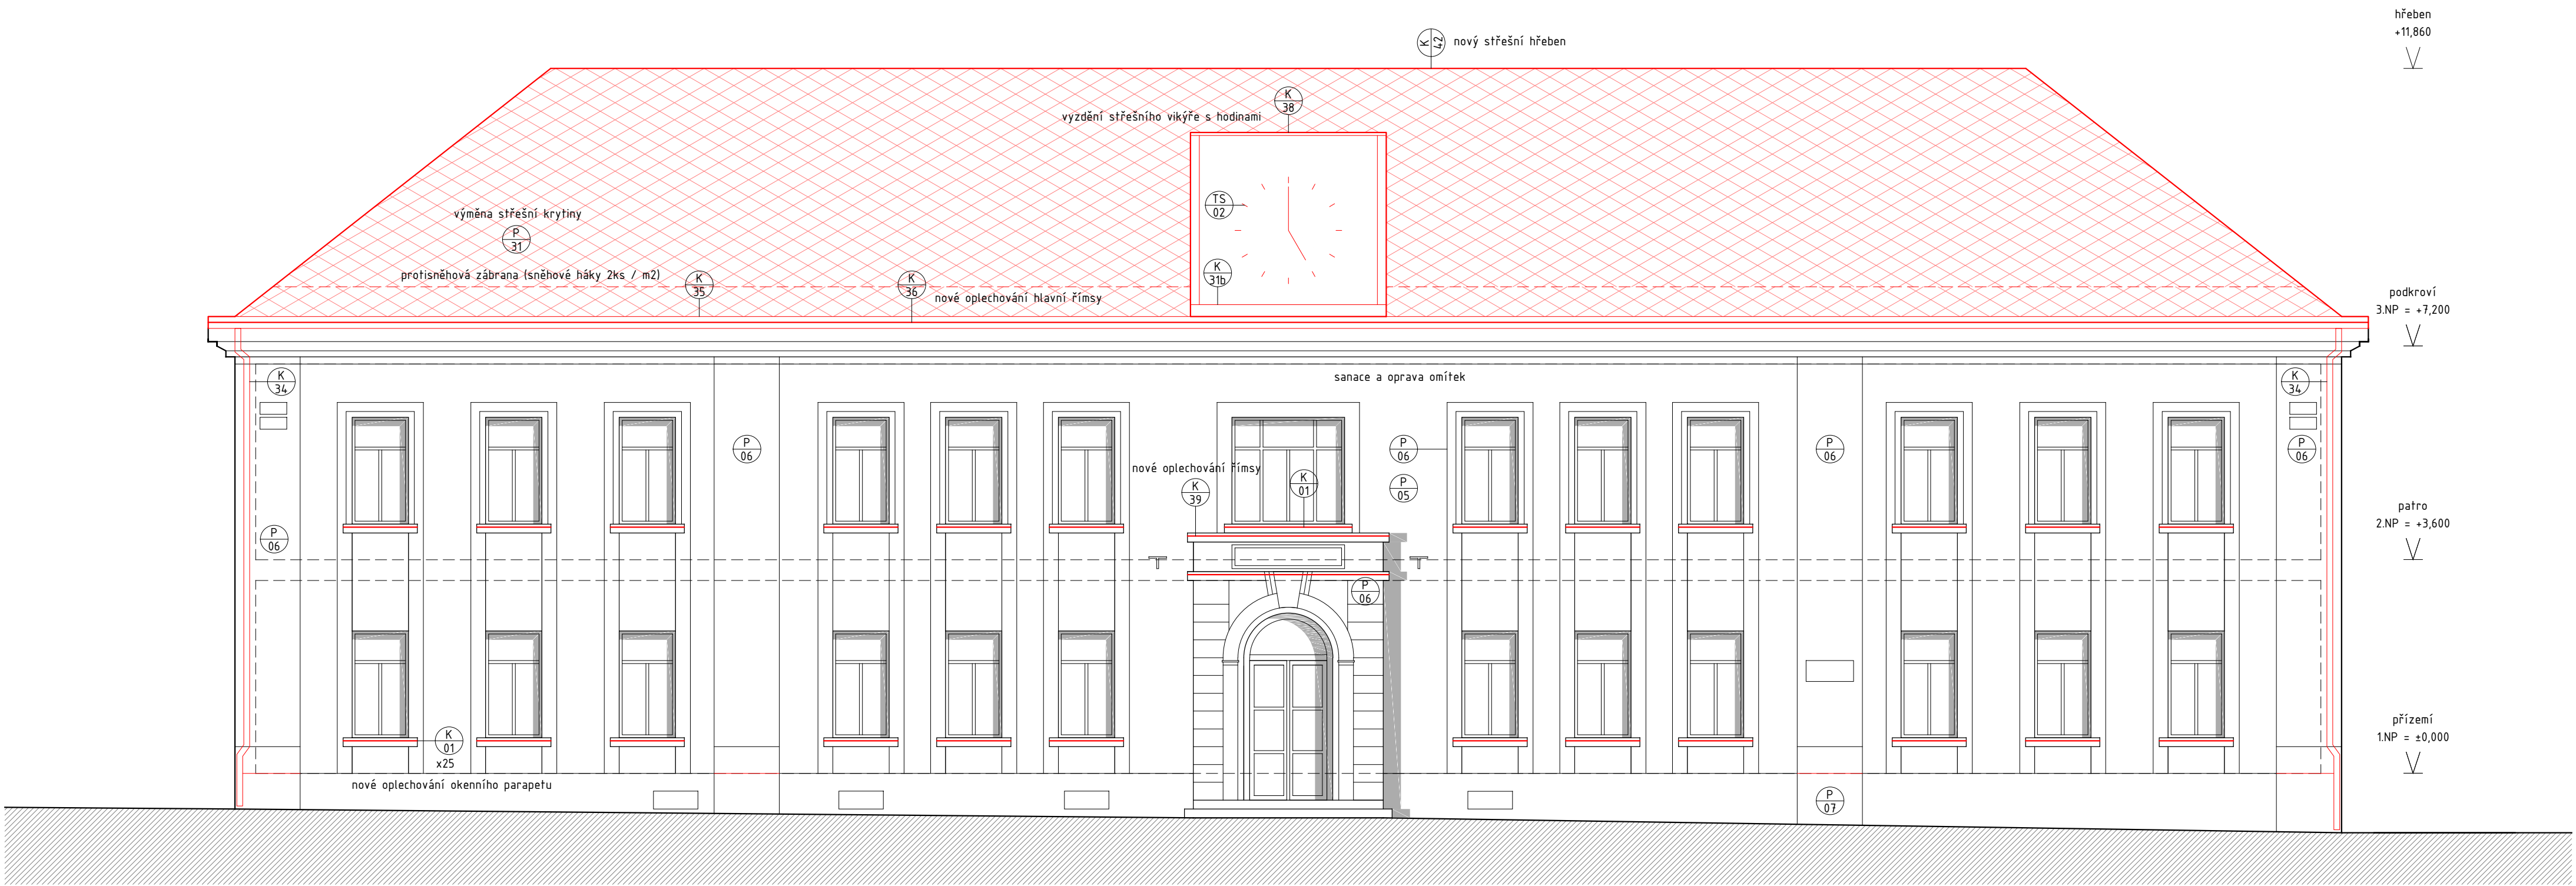 hřeben
+11,860
K
42
nový střešní hřeben
K
38
vyzdění střešního vikýře s hodinami
TS
02
výměna střešní krytiny
P
31
K
31b
protisněhová zábrana (sněhové háky 2ks / m2)
K
35
K
36
nové oplechování hlavní římsy
podkroví
3.NP = +7,200
K
34
sanace a oprava omítek
K
34
P
06
P
06
P
06
P
06
nové oplechování římsy
K
39
K
01
P
05
patro
2.NP = +3,600
P
06
P
06
přízemí
1.NP = ±0,000
K
01
x25
nové oplechování okenního parapetu
P
07